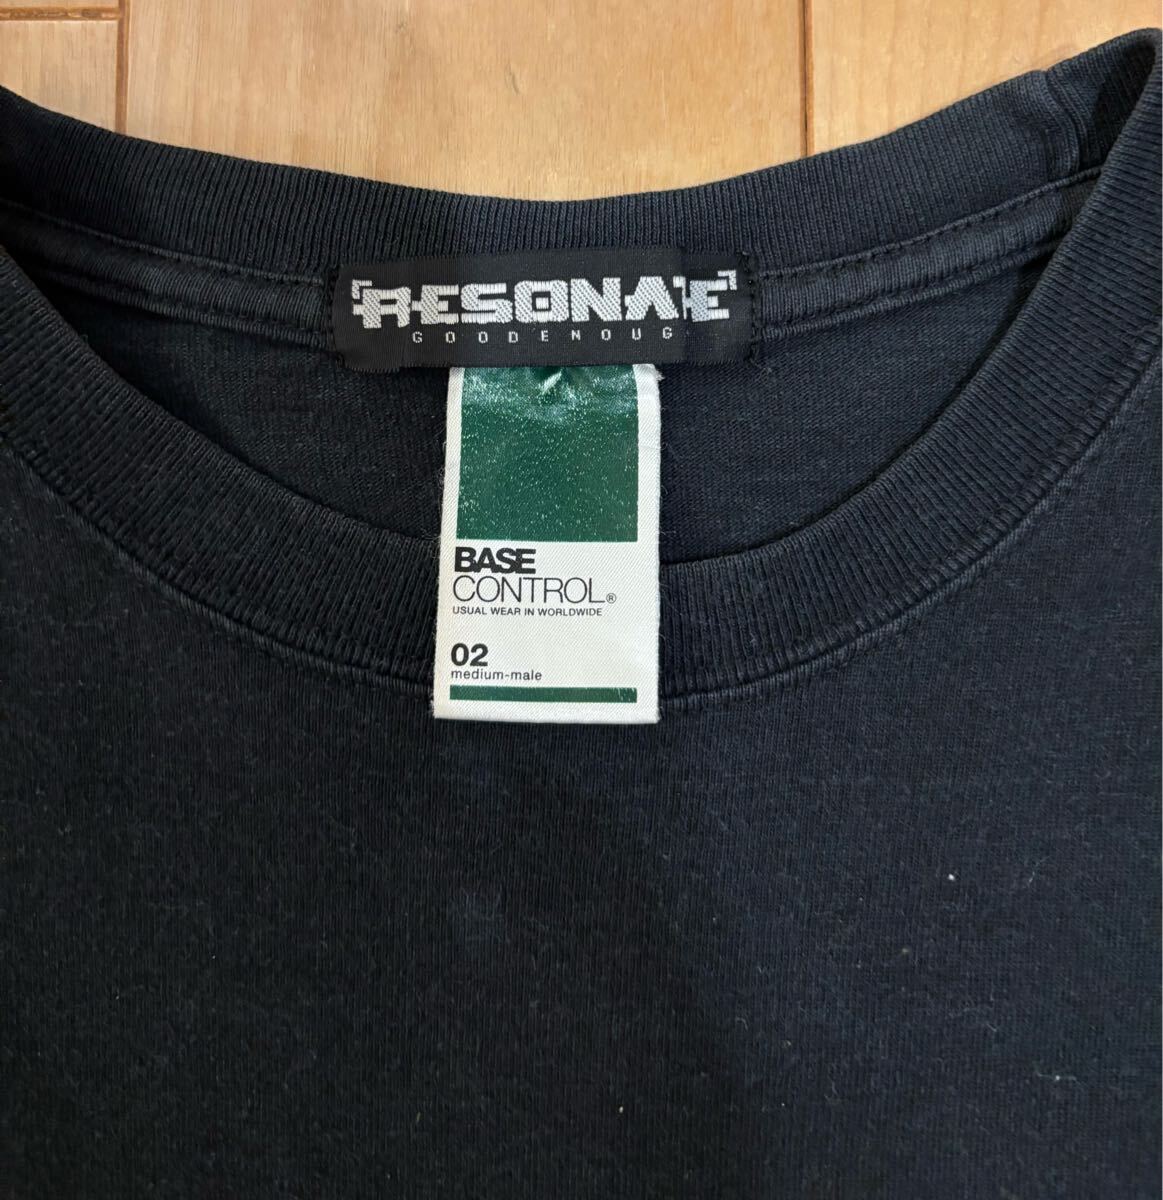 RESONATE
GOODENOUG
BASE
CONTROL®
USUAL WEAR IN WORLDWIDE
02
medium-male